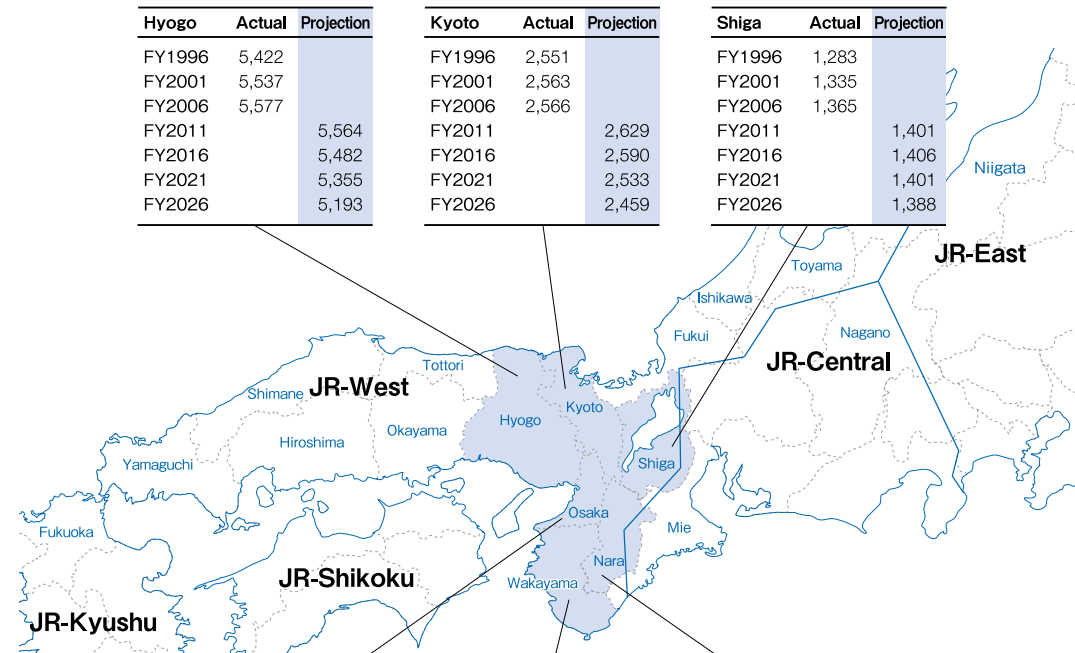 Hyogo Actual Projection
FY1996 5,422
FY2001 5,537
FY2006 5,577
FY2011 5,564
FY2016 5,482
FY2021 5,355
FY2026 5,193
Kyoto Actual Projection
FY1996 2,551
FY2001 2,563
FY2006 2,566
FY2011 2,629
FY2016 2,590
FY2021 2,533
FY2026 2,459
Shiga Actual Projection
FY1996 1,283
FY2001 1,335
FY2006 1,365
FY2011 1,401
FY2016 1,406
FY2021 1,401
FY2026 1,388
Niigata
JR-East
Toyama
Ishikawa
Fukui
Nagano
JR-Central
Tottori
JR-West
Shimane
Kyoto
Hyogo
Okayama
Hiroshima
Yamaguchi
Shiga
Osaka
Mie
Fukuoka
Nara
JR-Shikoku
Wakayama
JR-Kyushu